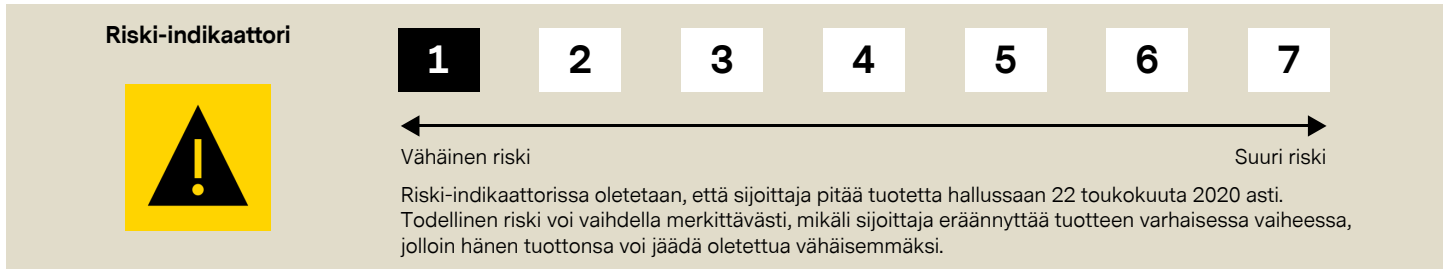 Riski-indikaattori
1 2 3 4 5 6 7
Vähäinen riski Suuri riski
Riski-indikaattorissa oletetaan, että sijoittaja pitää tuotetta hallussaan 22 toukokuuta 2020 asti.
Todellinen riski voi vaihdella merkittävästi, mikäli sijoittaja eräännyttää tuotteen varhaisessa vaiheessa,
jolloin hänen tuottonsa voi jäädä oletettua vähäisemmäksi.